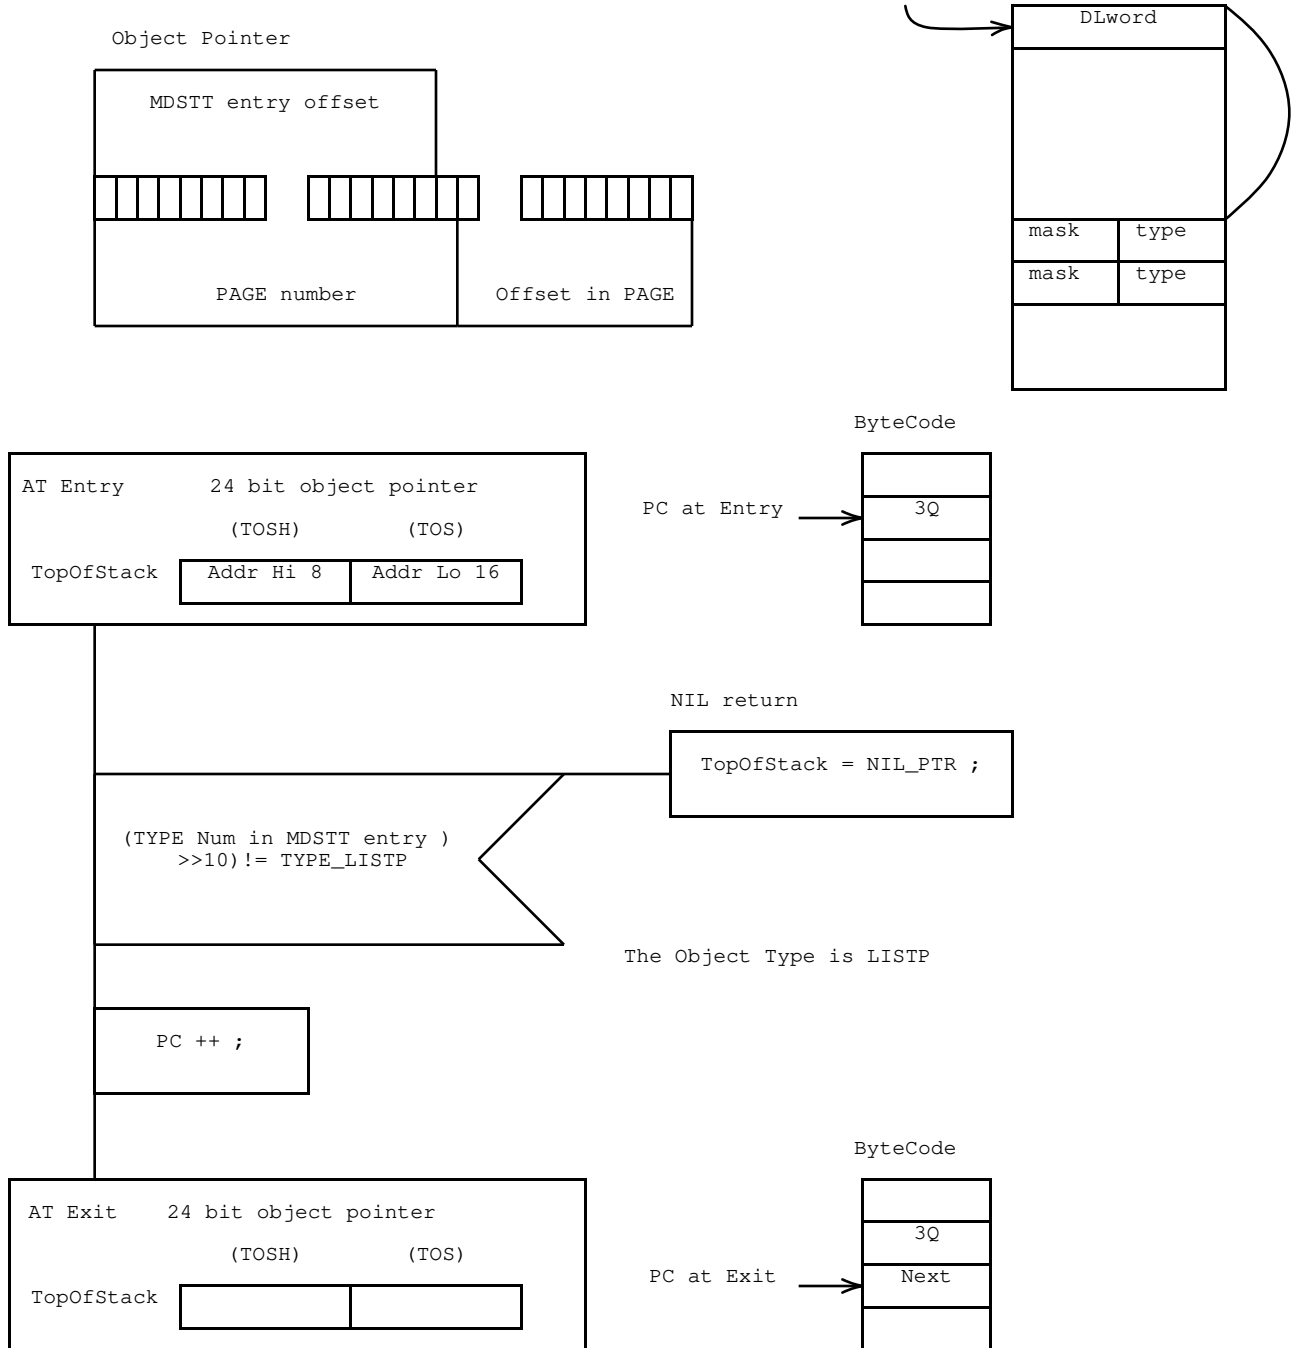 DLword
Object Pointer
MDSTT entry offset
mask type
mask type
PAGE number Offset in PAGE
ByteCode
AT Entry 24 bit object pointer
PC at Entry 3Q
(TOSH) (TOS)
TopOfStack Addr Hi 8 Addr Lo 16
NIL return
TopOfStack = NIL_PTR ;
(TYPE Num in MDSTT entry )
>>10)!= TYPE_LISTP
The Object Type is LISTP
PC ++ ;
ByteCode
AT Exit 24 bit object pointer
3Q
(TOSH) (TOS)
PC at Exit Next
TopOfStack